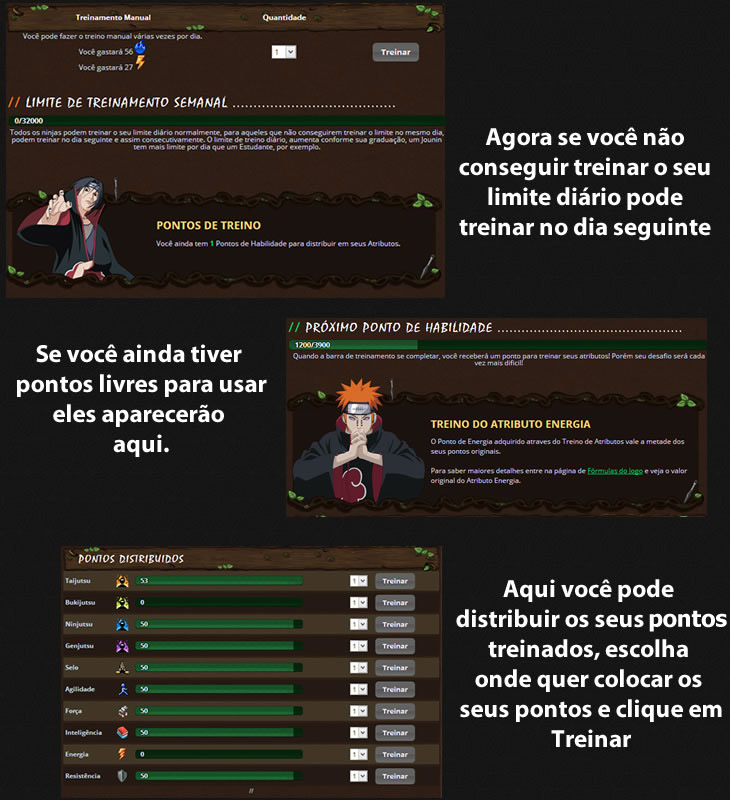 Treinamento Manual Quantidade
Você pode fazer o treino manual várias vezes por dia.
Você gastará 56
1 Treinar
Você gastará 27
// LIMITE DE TREINAMENTO SEMANAL ......................................
0/32000
Todos os ninjas podem treinar o seu limite diário normalmente, para aqueles que não conseguirem treinar o limite no mesmo dia,
podem treinar no dia seguinte e assim consecutivamente. O limite de treino diário, aumenta conforme sua graduação, um Jounin
tem mais limite por dia que um Estudante, por exemplo.
PONTOS DE TREINO
Você ainda tem 1 Pontos de Habilidade para distribuir em seus Atributos.
Agora se você não
conseguir treinar o seu
limite diário pode
treinar no dia seguinte
Se você ainda tiver
pontos livres para usar
eles aparecerão
aqui.
// PRÓXIMO PONTO DE HABILIDADE .............................................
1200/3900
Quando a barra de treinamento se completar, você receberá um ponto para treinar seus atributos! Porém seu desafio será cada
vez mais dificil!
TREINO DO ATRIBUTO ENERGIA
O Ponto de Energia adquirido atraves do Treino de Atributos vale a metade dos
seus pontos originais.
Para saber maiores detalhes entre na página de Fórmulas do Jogo e veja o valor
original do Atributo Energia.
PONTOS DISTRIBUIDOS
Taijutsu 53 1 Treinar
Bukijutsu 0 1 Treinar
Ninjutsu 50 1 Treinar
Genjutsu 50 1 Treinar
Selo 50 1 Treinar
Agilidade 50 1 Treinar
Força 50 1 Treinar
Inteligência 50 1 Treinar
Energia 0 1 Treinar
Resistência 50 1 Treinar
//
Aqui você pode
distribuir os seus pontos
treinados, escolha
onde quer colocar os
seus pontos e clique em
Treinar